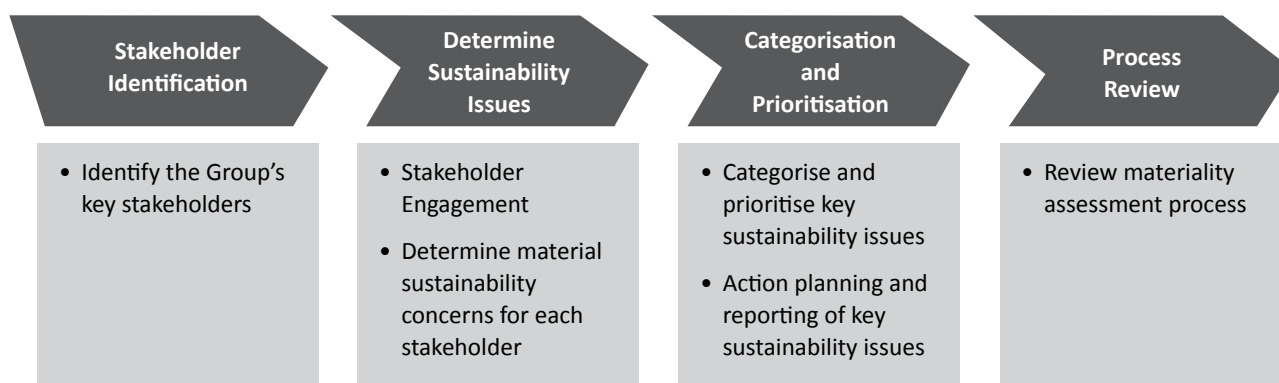 Stakeholder
Identification
Determine
Sustainability
Issues
Categorisation
and
Prioritisation
Process
Review
• Identify the Group's
key stakeholders
• Stakeholder
Engagement
• Determine material
sustainability
concerns for each
stakeholder
• Categorise and
prioritise key
sustainability issues
• Action planning and
reporting of key
sustainability issues
• Review materiality
assessment process